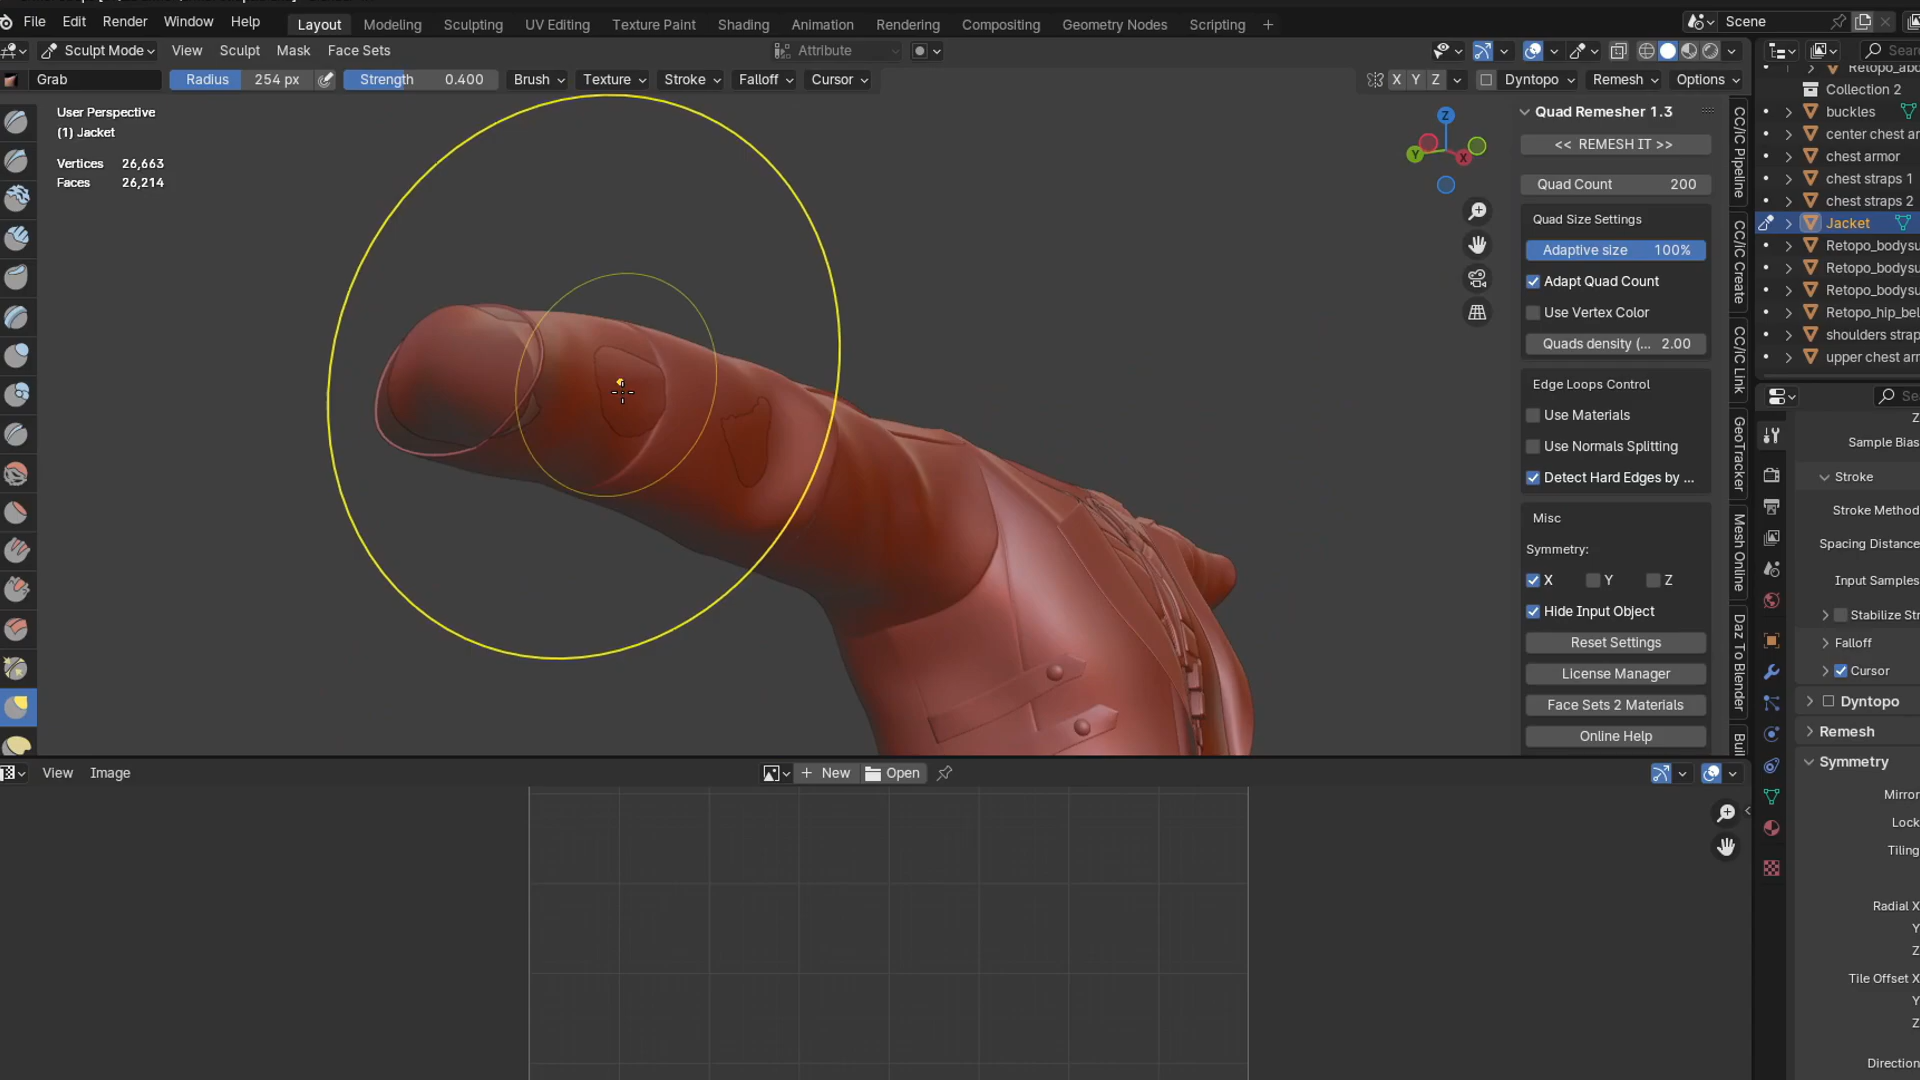 File Edit Render Window Help Layout Modeling Sculpting UV Editing Texture Paint Shading Animation Rendering Compositing Geometry Nodes Scripting + Scene
Sculpt Mode View Sculpt Mask Face Sets Attribute
Grab Radius 254 px Strength 0.400 Brush Texture Stroke Falloff Cursor X Y Z Dyntopo Remesh Options
User Perspective
(1) Jacket
Vertices 26,663
Faces 26,214
Z
Y
X
Quad Remesher 1.3
<< REMESH IT >>
Quad Count 200
Quad Size Settings
Adaptive size 100%
Adapt Quad Count
Use Vertex Color
Quads density (... 2.00
Edge Loops Control
Use Materials
Use Normals Splitting
Detect Hard Edges by ...
Misc
Symmetry:
X Y Z
Hide Input Object
Reset Settings
License Manager
Face Sets 2 Materials
Online Help
CC/iC Pipeline
CC/iC Create
CC/iC Link
GeoTracker
Mesh Online
Daz To Blender
Buil
Collection 2
buckles
center chest ar
chest armor
chest straps 1
chest straps 2
Jacket
Retopo_bodysu
Retopo_bodysu
Retopo_bodysu
Retopo_hip_bel
shoulders strap
upper chest ar
Z
Sample Bias
Stroke
Stroke Method
Spacing Distance
Input Samples
Stabilize Str
Falloff
Cursor
Dyntopo
Remesh
Symmetry
Mirror
Lock
Tiling
Radial X
Y
Z
Tile Offset X
Y
Z
Direction
View Image + New Open